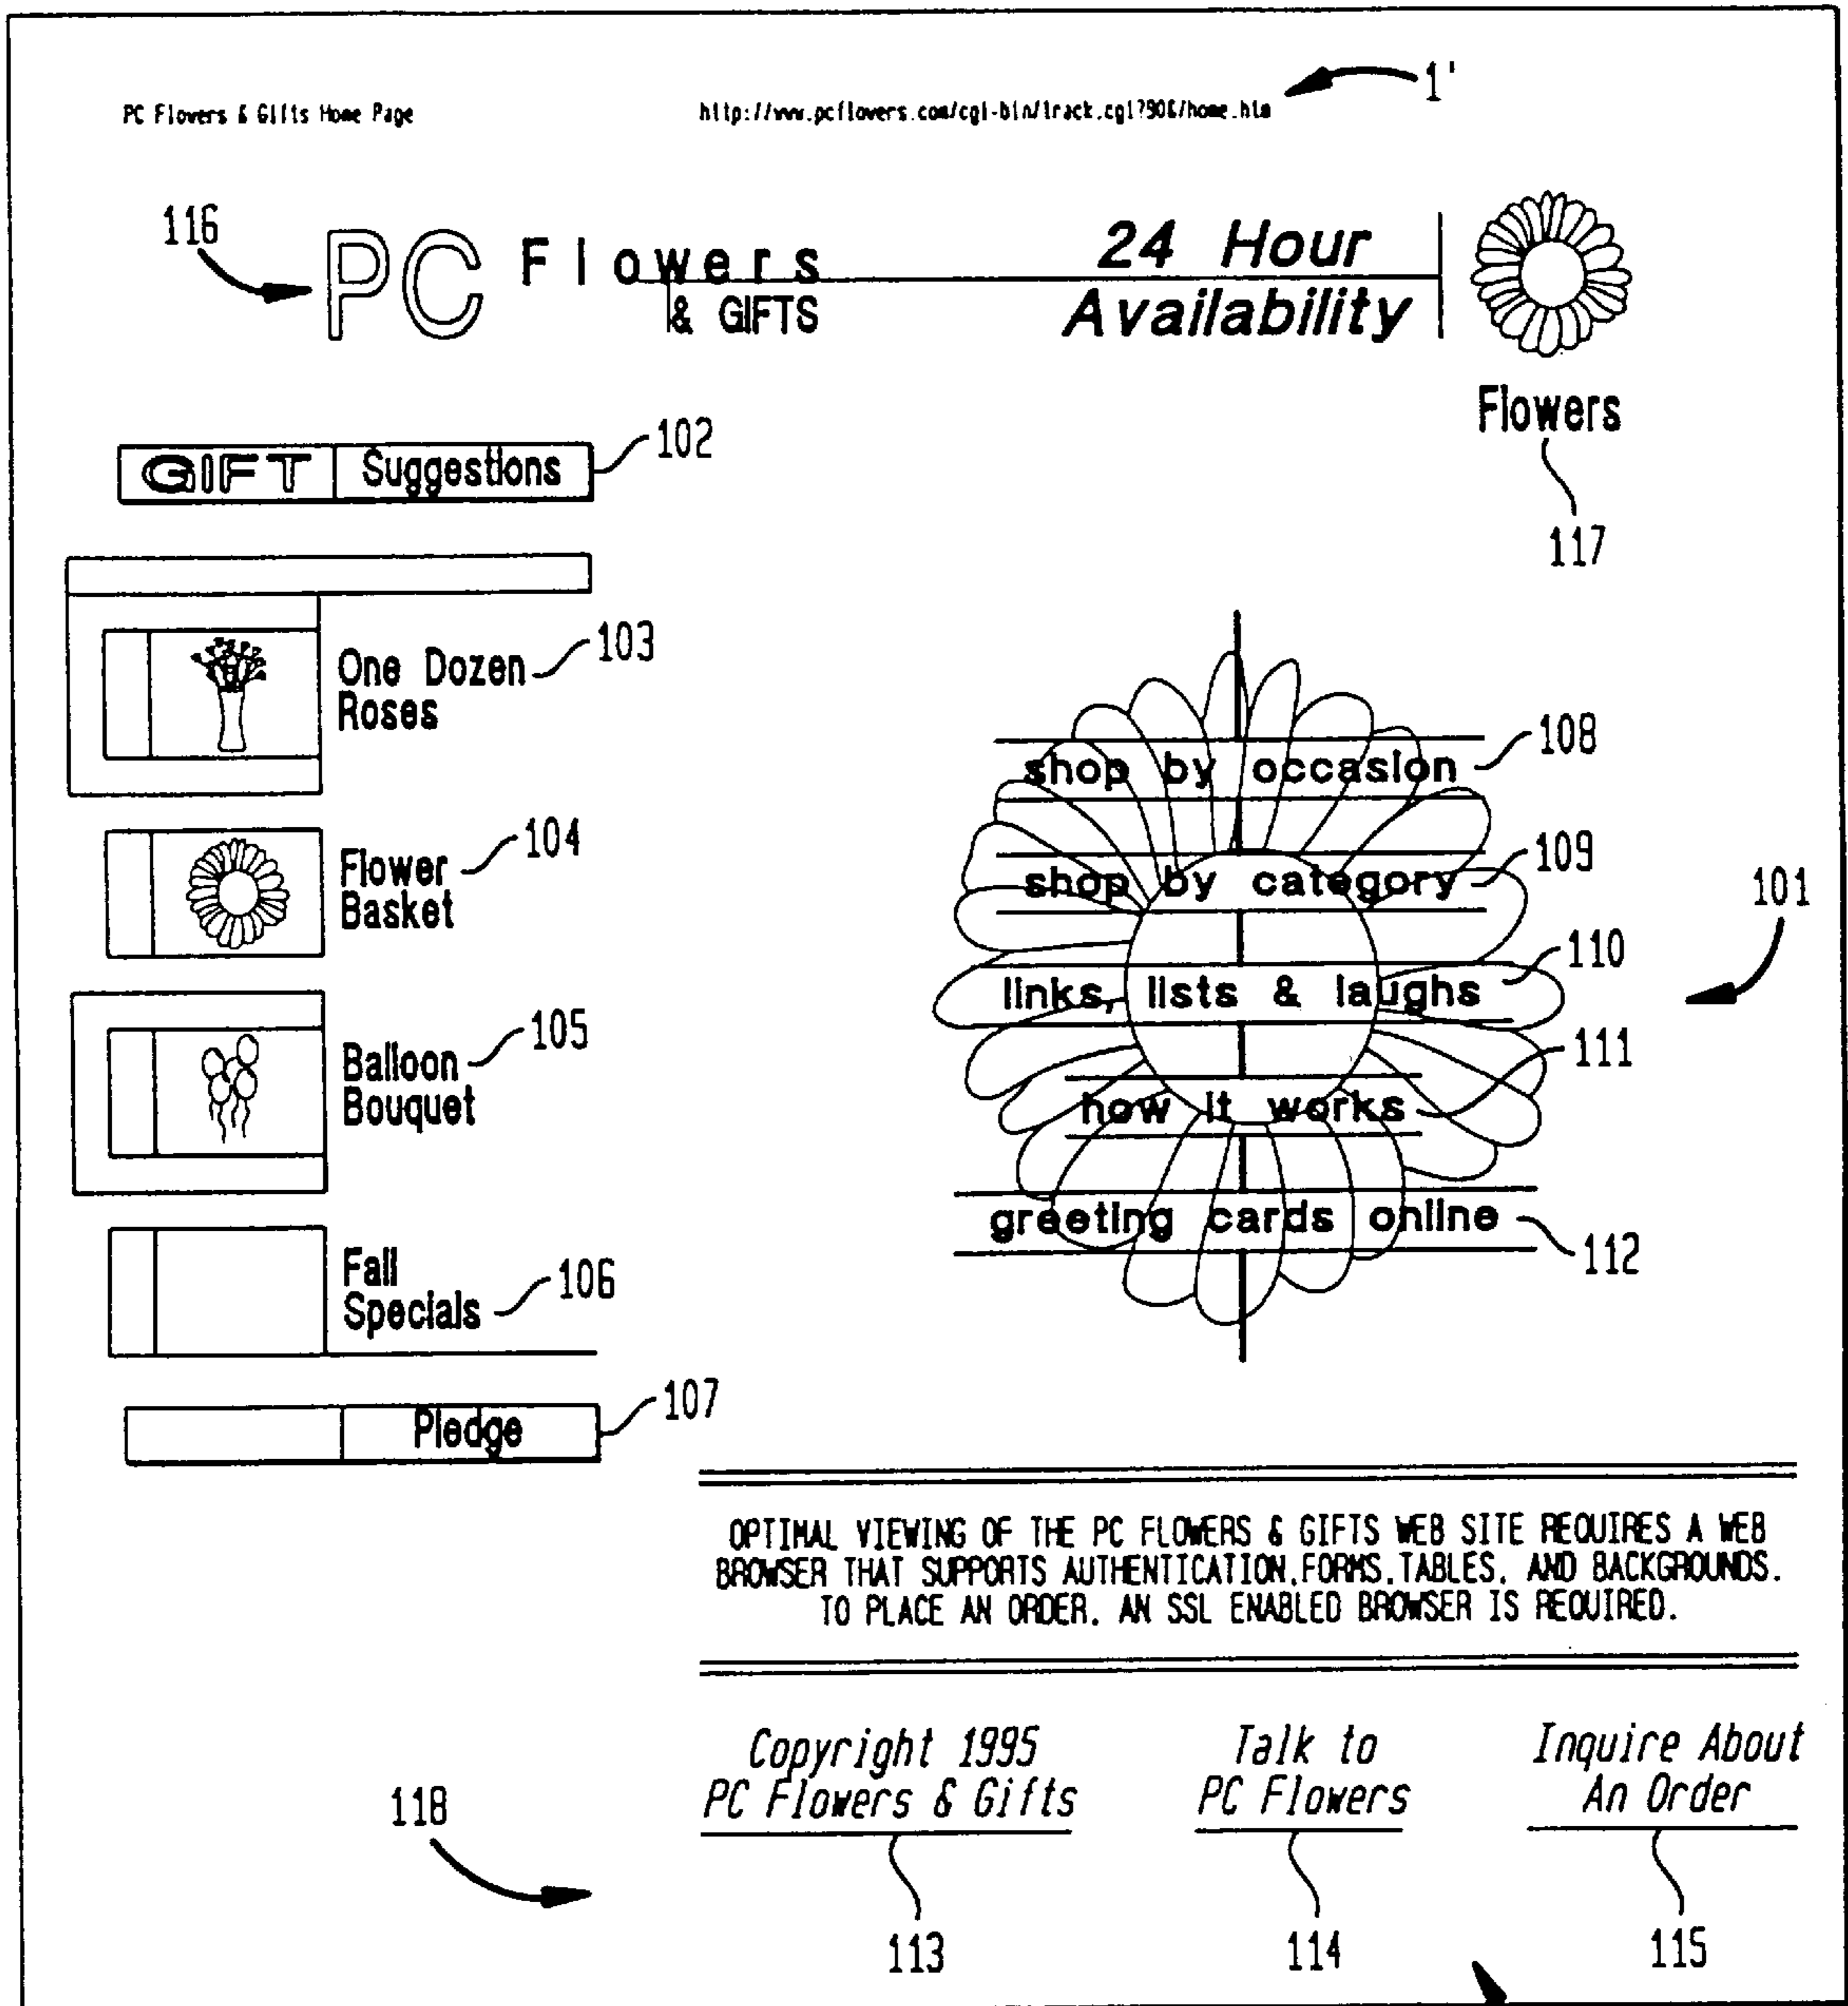 PC Flowers & Gifts Home Page
http://www.pcflowers.com/cgi-bin/track.cgi?906/home.htm
1'
116
PC Flowers
& GIFTS
24 Hour
Availability
Flowers
117
GIFT Suggestions
102
One Dozen
Roses
103
Flower
Basket
104
Balloon
Bouquet
105
Fall
Specials
106
Pledge
107
shop by occasion
108
shop by category
109
links, lists & laughs
110
how it works
111
greeting cards online
112
101
OPTIMAL VIEWING OF THE PC FLOWERS & GIFTS WEB SITE REQUIRES A WEB
BROWSER THAT SUPPORTS AUTHENTICATION,FORMS,TABLES, AND BACKGROUNDS.
TO PLACE AN ORDER, AN SSL ENABLED BROWSER IS REQUIRED.
118
Copyright 1995
PC Flowers & Gifts
113
Talk to
PC Flowers
114
Inquire About
An Order
115